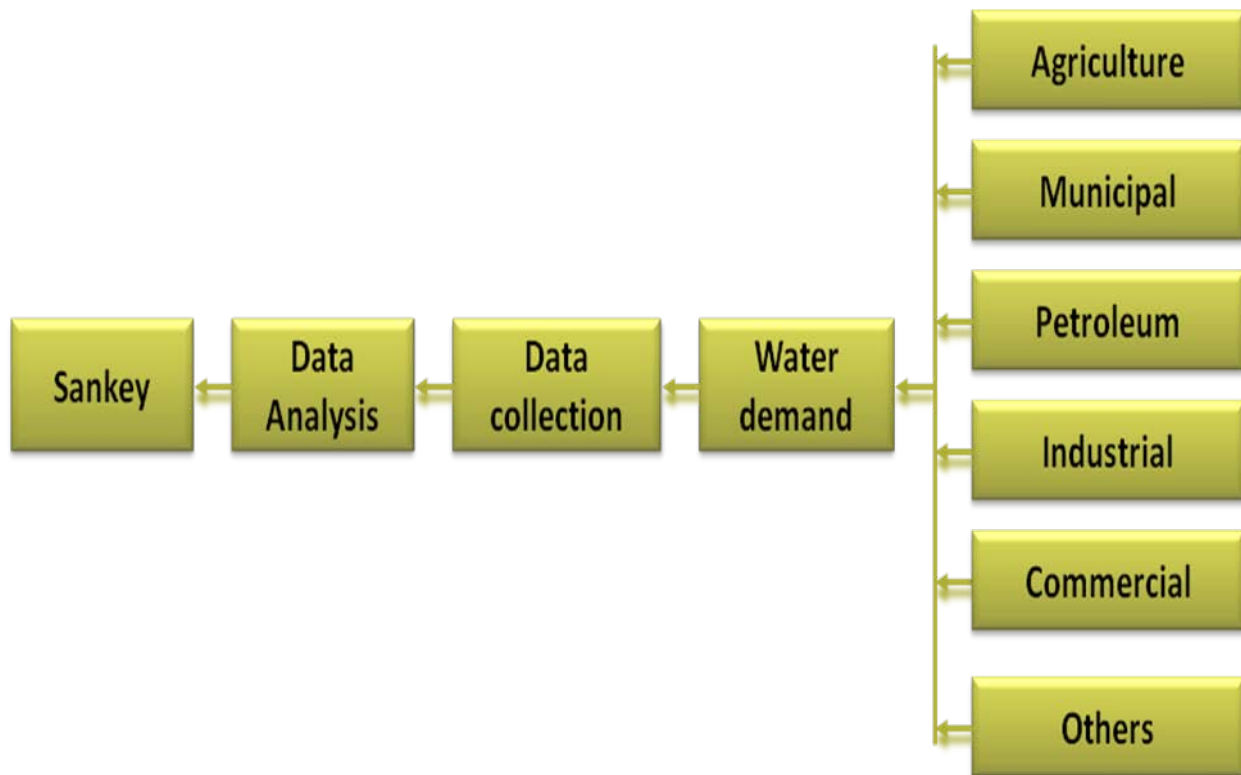 Agriculture
Municipal
Petroleum
Industrial
Commercial
Others
Water
demand
Data
collection
Data
Analysis
Sankey